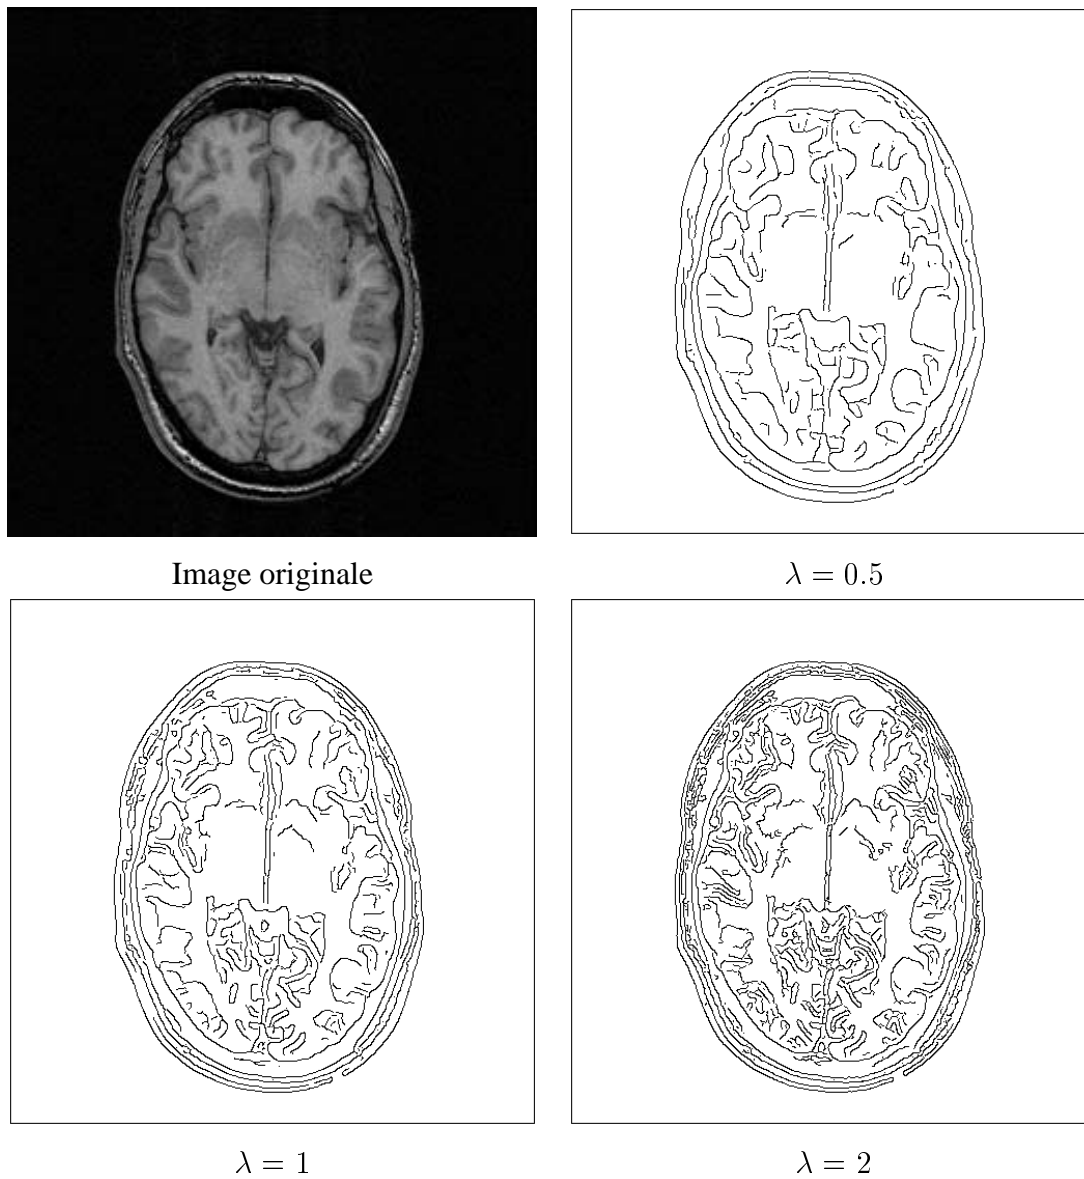 Image originale
λ = 0.5
λ = 1
λ = 2